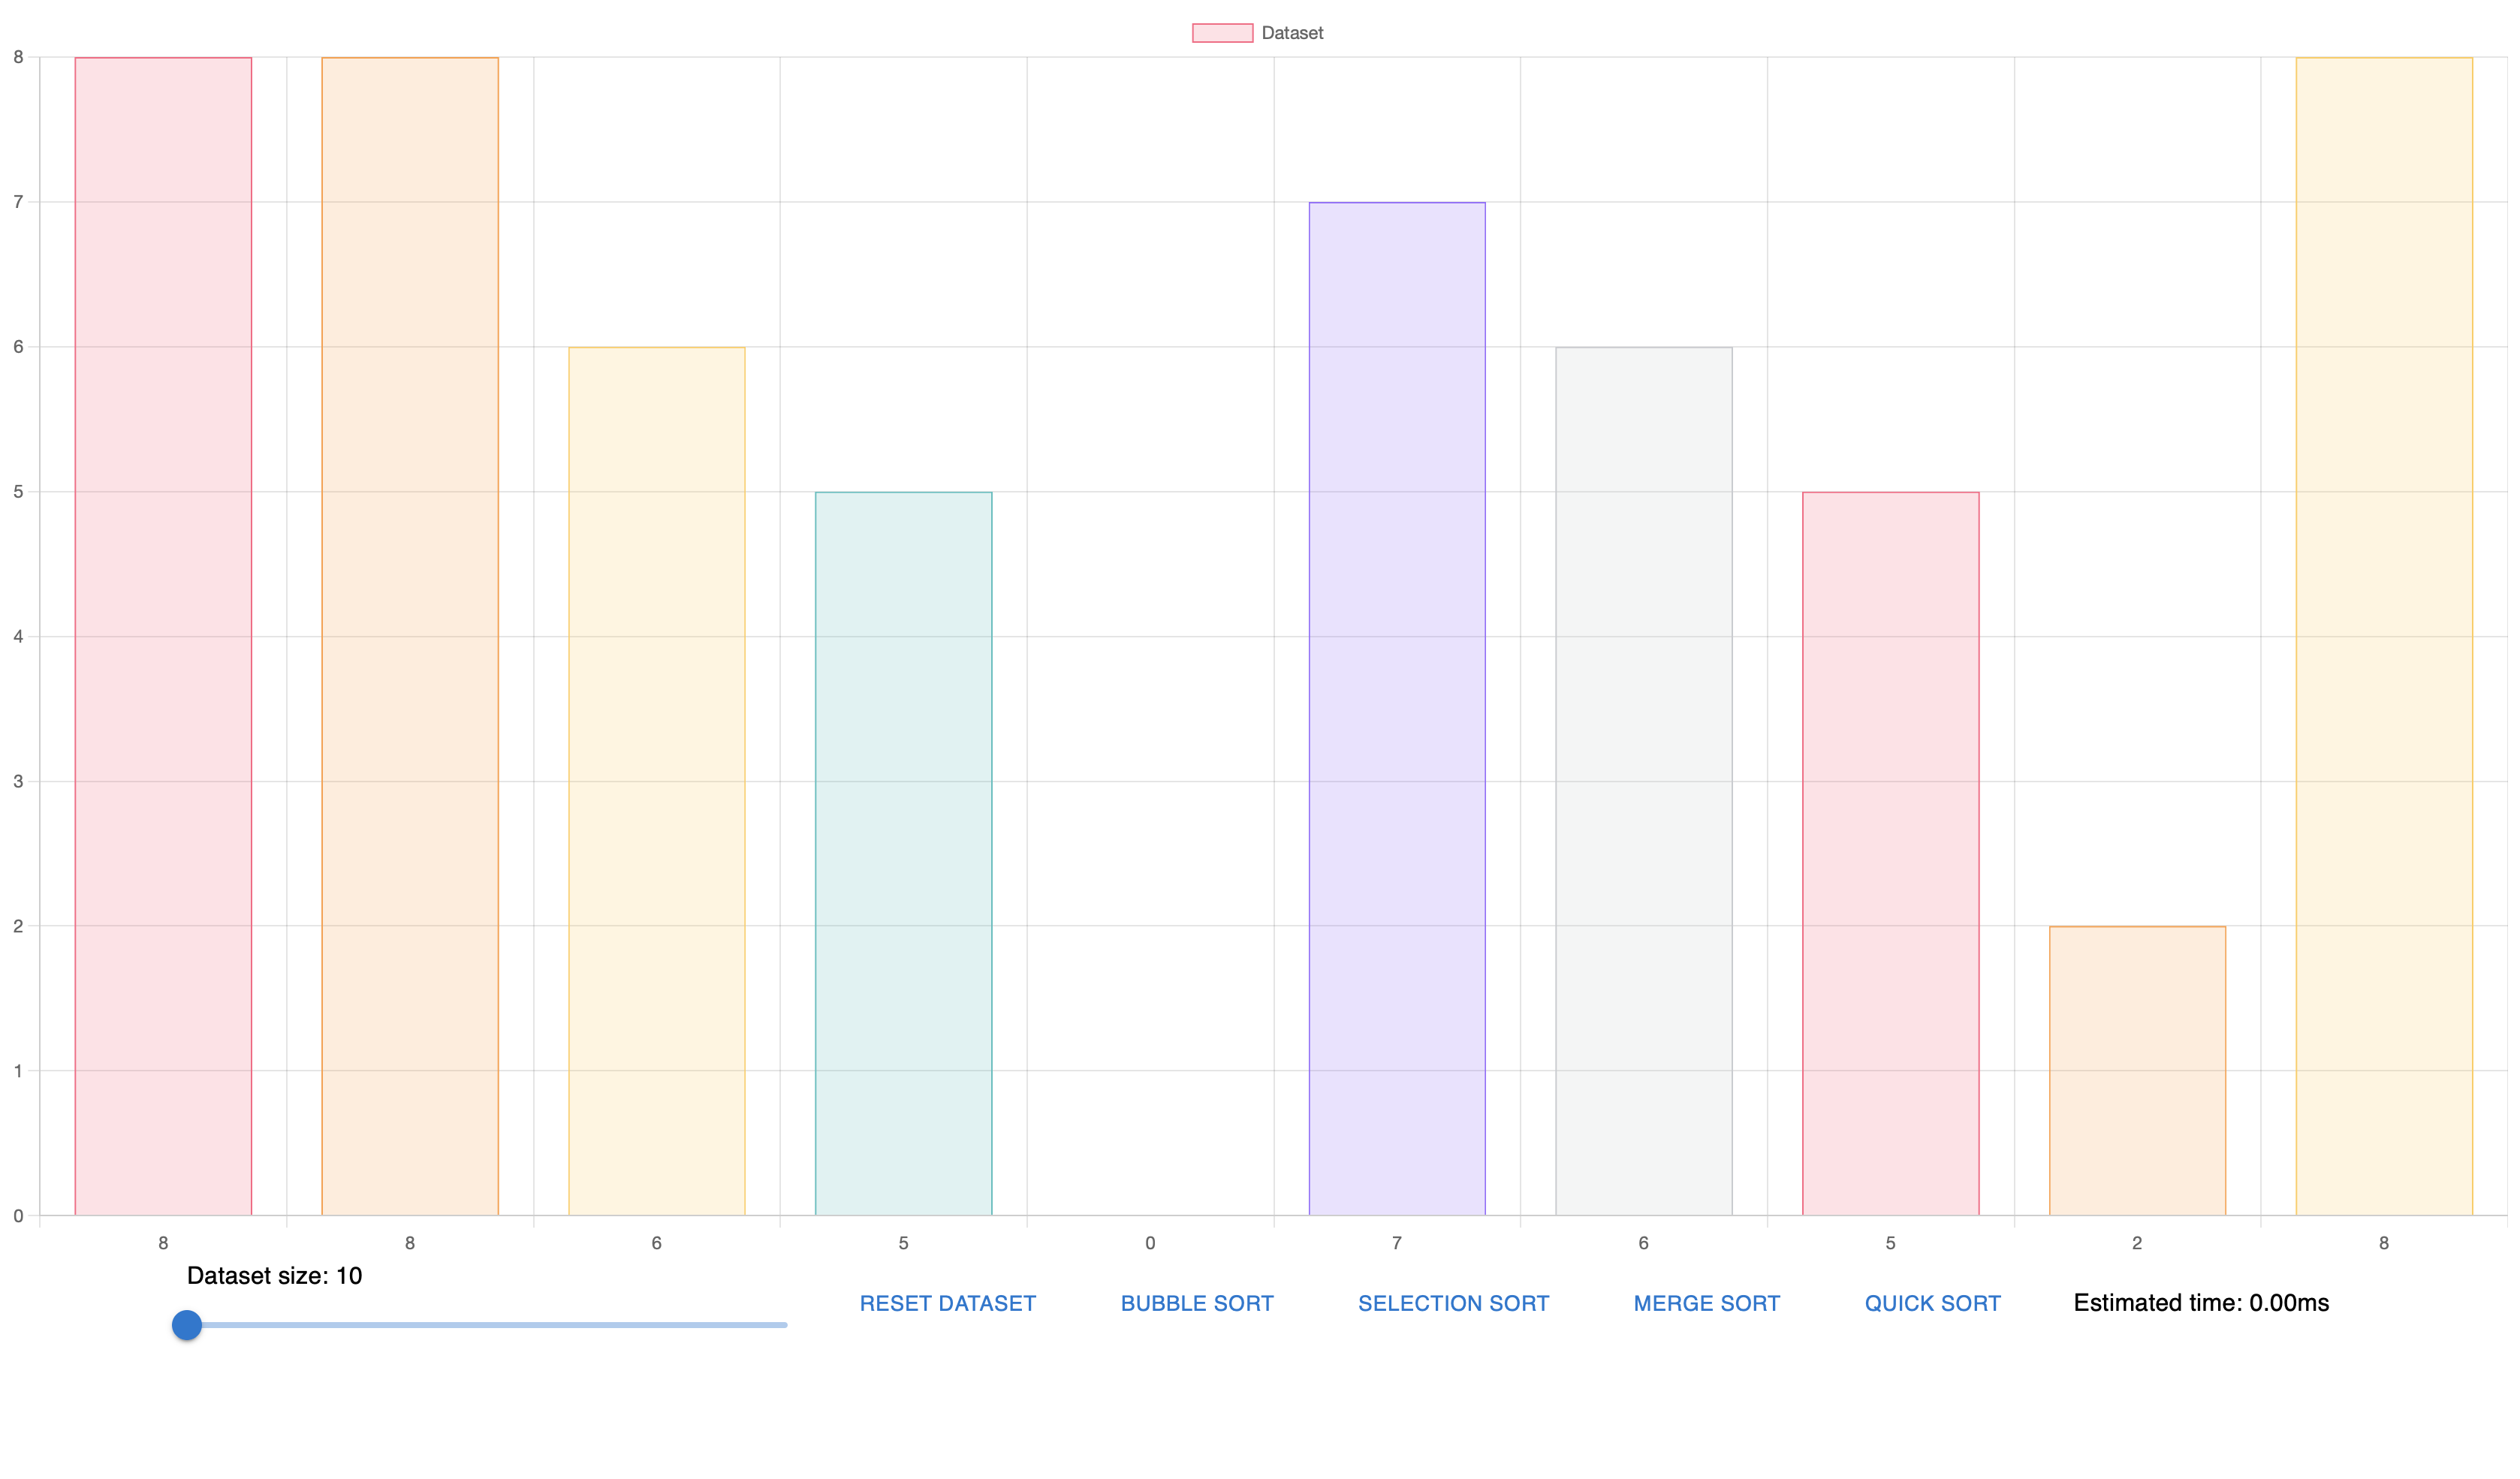 Dataset
8
7
6
5
4
3
2
1
0
8 8 6 5 0 7 6 5 2 8
Dataset size: 10
RESET DATASET BUBBLE SORT SELECTION SORT MERGE SORT QUICK SORT Estimated time: 0.00ms